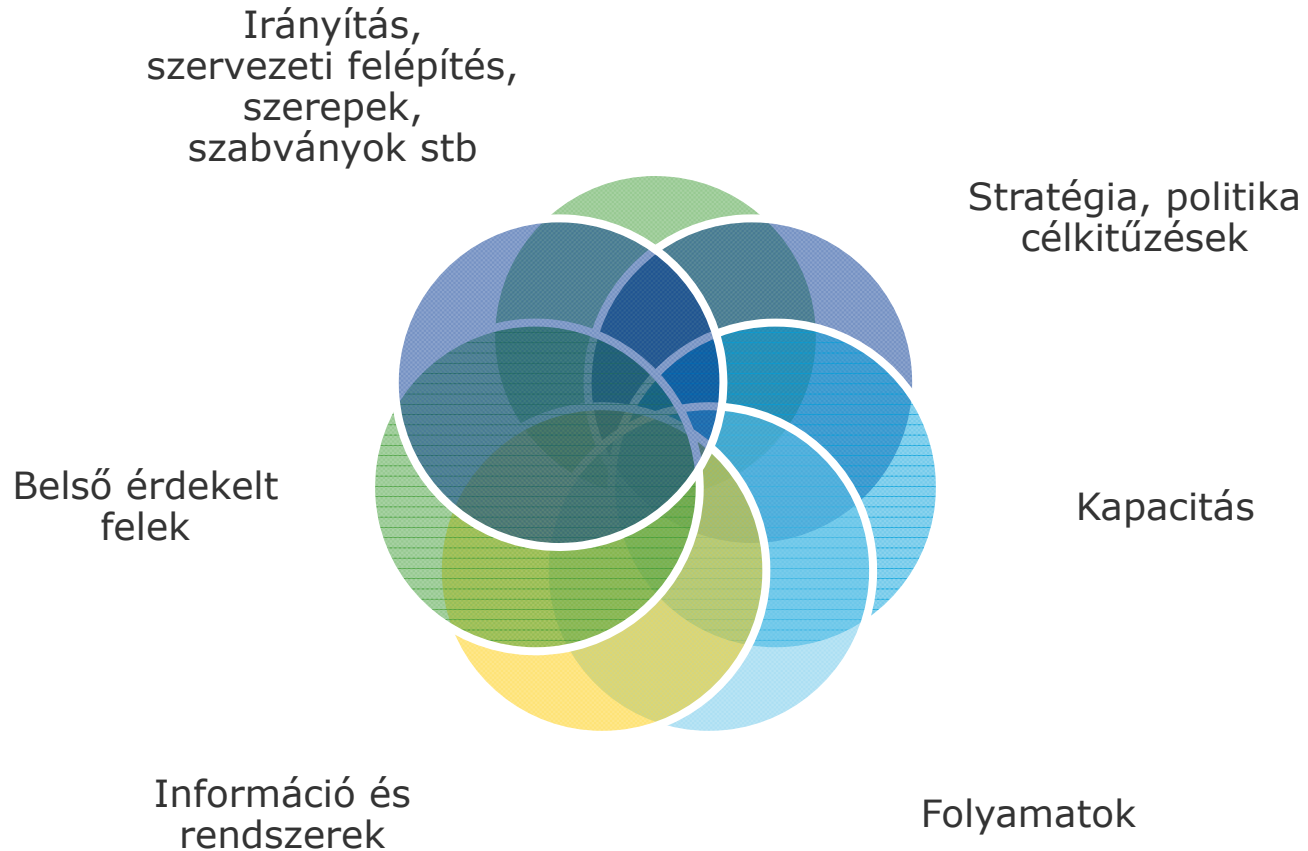 Irányítás,
szervezeti felépítés,
szerepek,
szabványok stb
Stratégia, politika
célkitűzések
Belső érdekelt
felek
Kapacitás
Információ és
rendszerek
Folyamatok